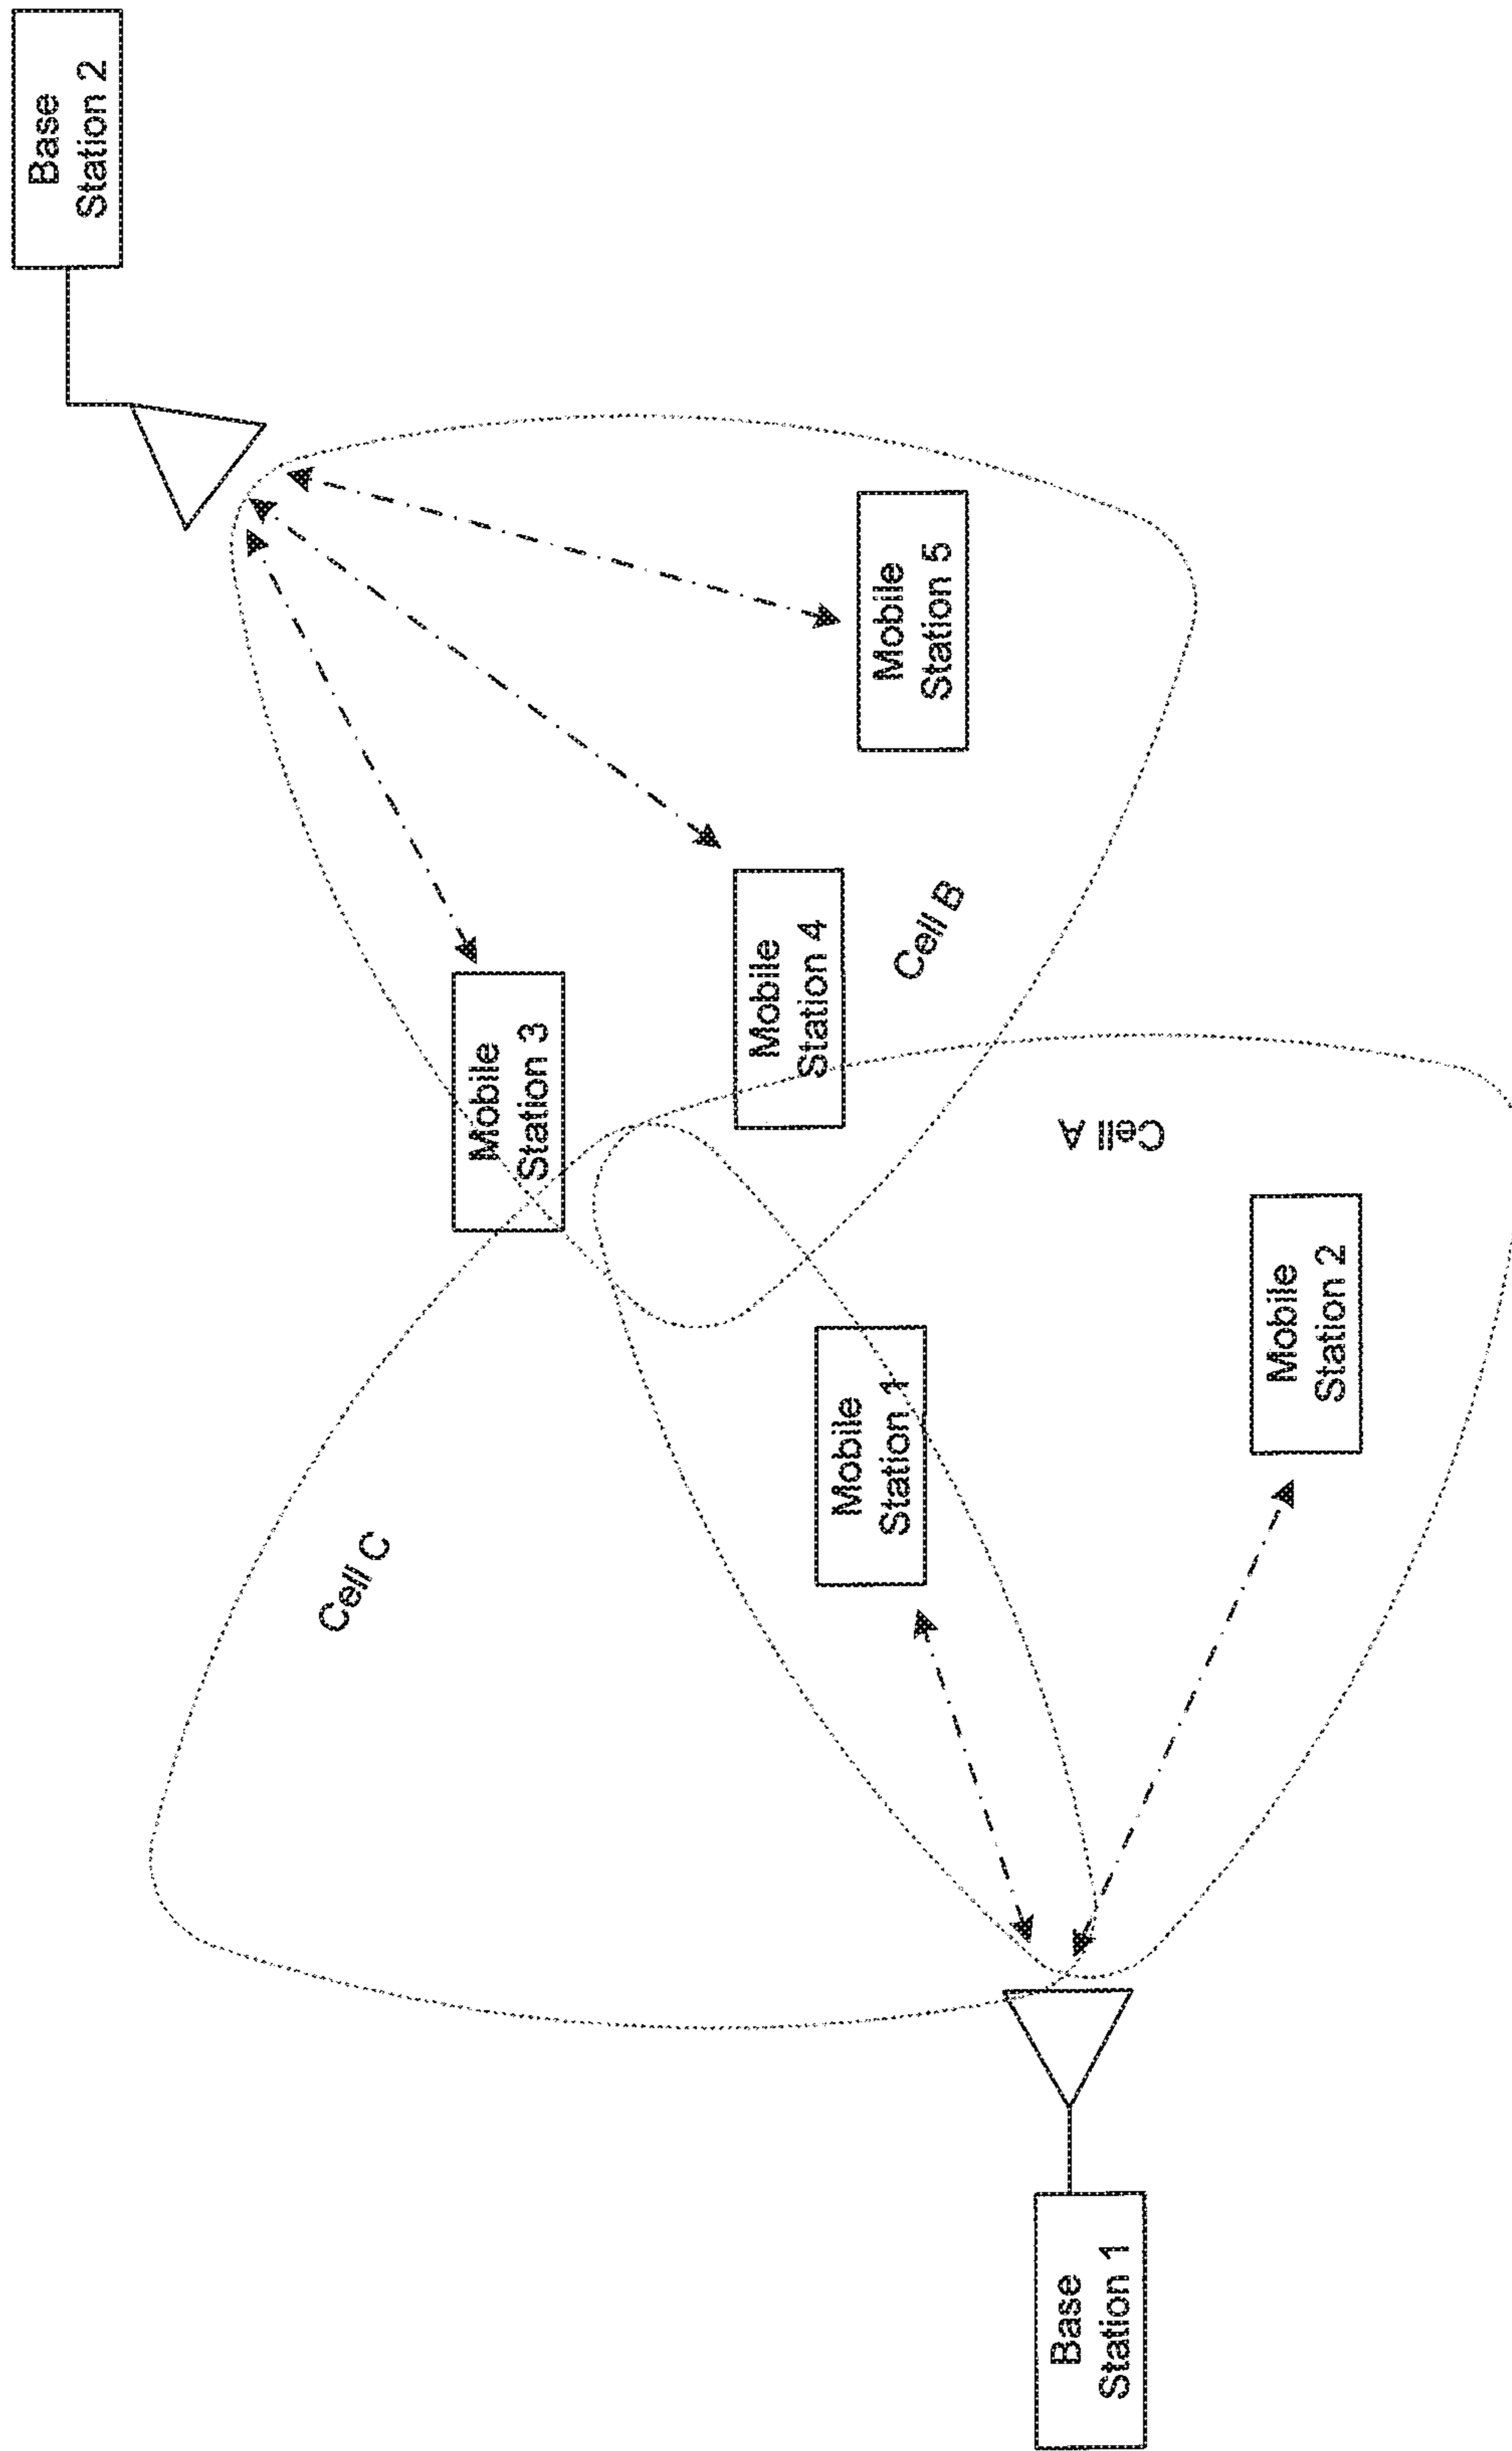 Base
Station 2
Mobile
Station 5
Mobile
Station 4
Cell B
Mobile
Station 3
Cell A
Mobile
Station 2
Mobile
Station 1
Cell C
Base
Station 1